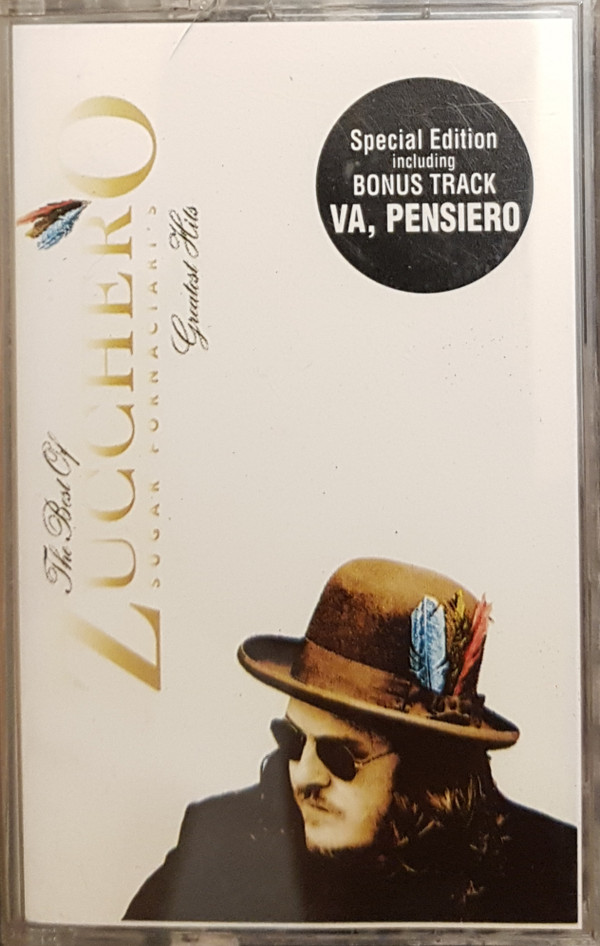 The Best Of
ZUCCHERO
SUGAR FORNACIARI'S
Greatest Hits
Special Edition
including
BONUS TRACK
VA, PENSIERO